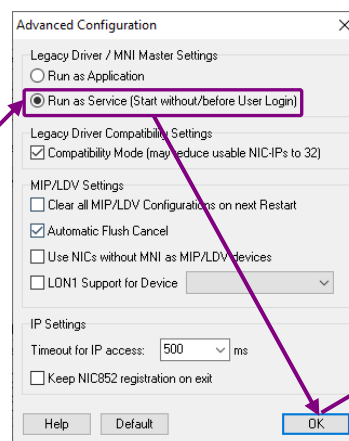 Advanced Configuration
Legacy Driver / MNI Master Settings
Run as Application
Run as Service (Start without/before User Login)
Legacy Driver Compatibility Settings
Compatibility Mode (may reduce usable NIC-IPs to 32)
MIP/LDV Settings
Clear all MIP/LDV Configurations on next Restart
Automatic Flush Cancel
Use NICs without MNI as MIP/LDV devices
LON1 Support for Device
IP Settings
Timeout for IP access: 500 ms
Keep NIC852 registration on exit
Help Default OK